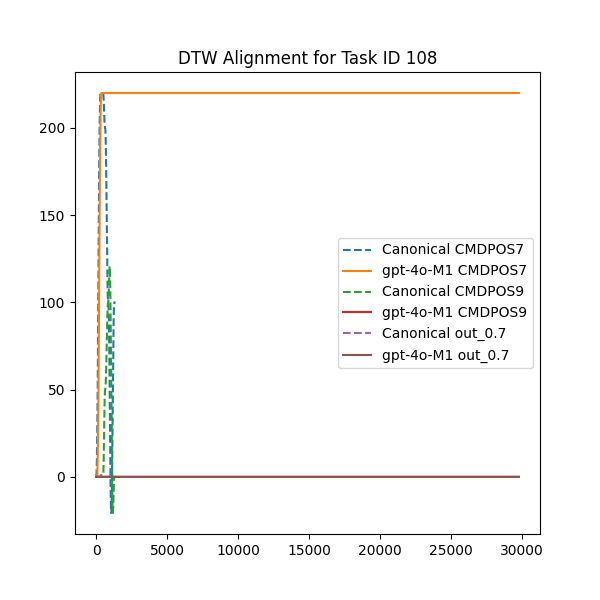 DTW Alignment for Task ID 108
200
150
100
50
0
Canonical CMDPOS7
gpt-4o-M1 CMDPOS7
Canonical CMDPOS9
gpt-4o-M1 CMDPOS9
Canonical out_0.7
gpt-4o-M1 out_0.7
0 5000 10000 15000 20000 25000 30000